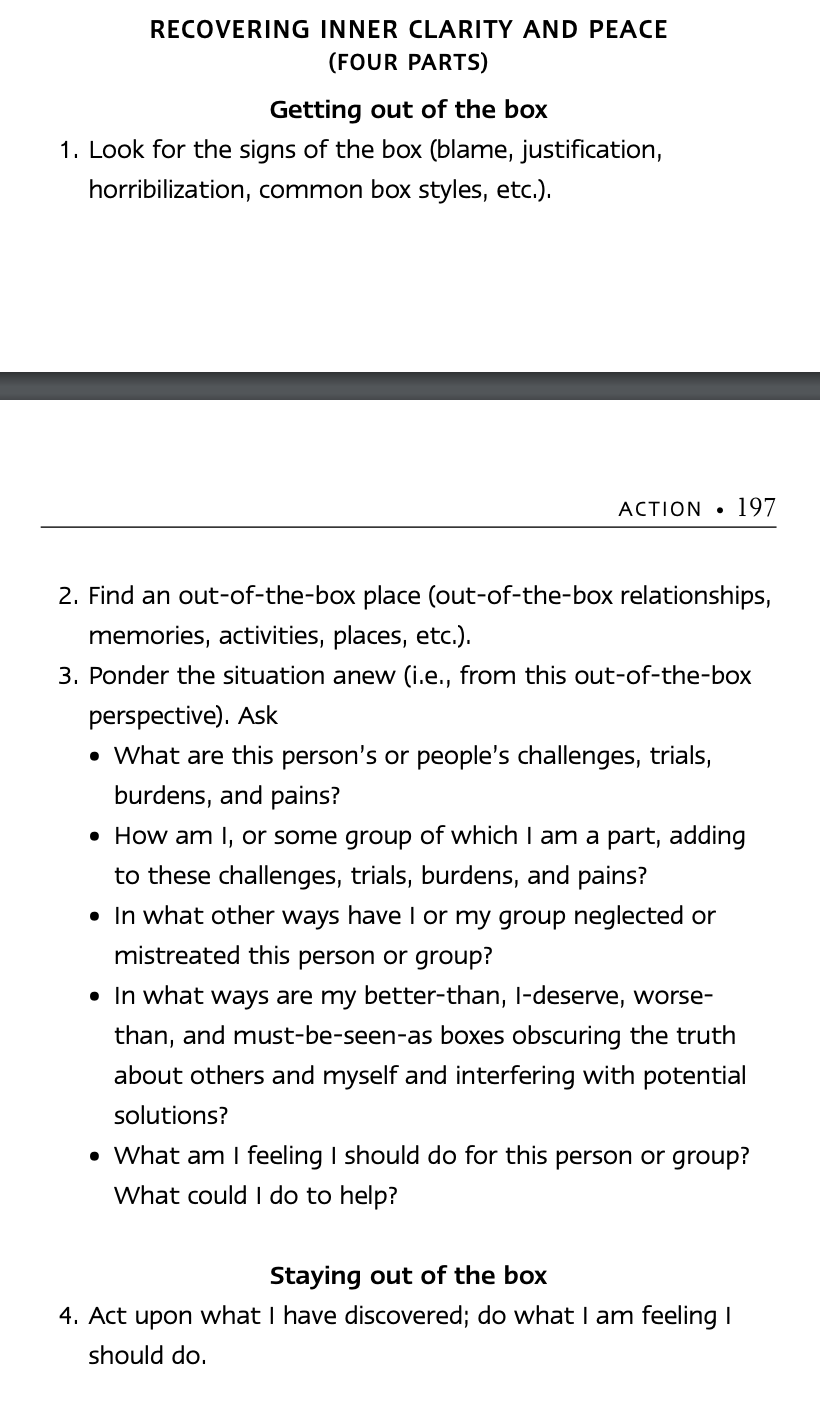 RECOVERING INNER CLARITY AND PEACE
(FOUR PARTS)
Getting out of the box
1. Look for the signs of the box (blame, justification,
horribilization, common box styles, etc.).
ACTION • 197
2. Find an out-of-the-box place (out-of-the-box relationships,
memories, activities, places, etc.).
3. Ponder the situation anew (i.e., from this out-of-the-box
perspective). Ask
• What are this person's or people's challenges, trials,
burdens, and pains?
• How am I, or some group of which I am a part, adding
to these challenges, trials, burdens, and pains?
• In what other ways have I or my group neglected or
mistreated this person or group?
• In what ways are my better-than, I-deserve, worse-
than, and must-be-seen-as boxes obscuring the truth
about others and myself and interfering with potential
solutions?
• What am I feeling I should do for this person or group?
What could I do to help?
Staying out of the box
4. Act upon what I have discovered; do what I am feeling I
should do.